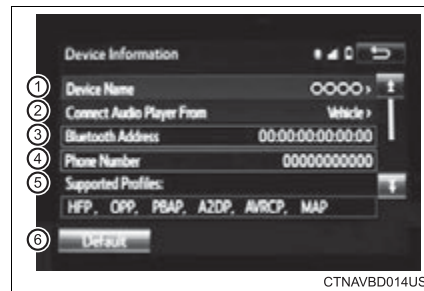 Device Information
① Device Name OOOO ›
② Connect Audio Player From Vehicle ›
③ Bluetooth Address 00:00:00:00:00:00
④ Phone Number 00000000000
⑤ Supported Profiles:
HFP, OPP, PBAP, A2DP, AVRCP, MAP
⑥ Default
CTNAVBD014US